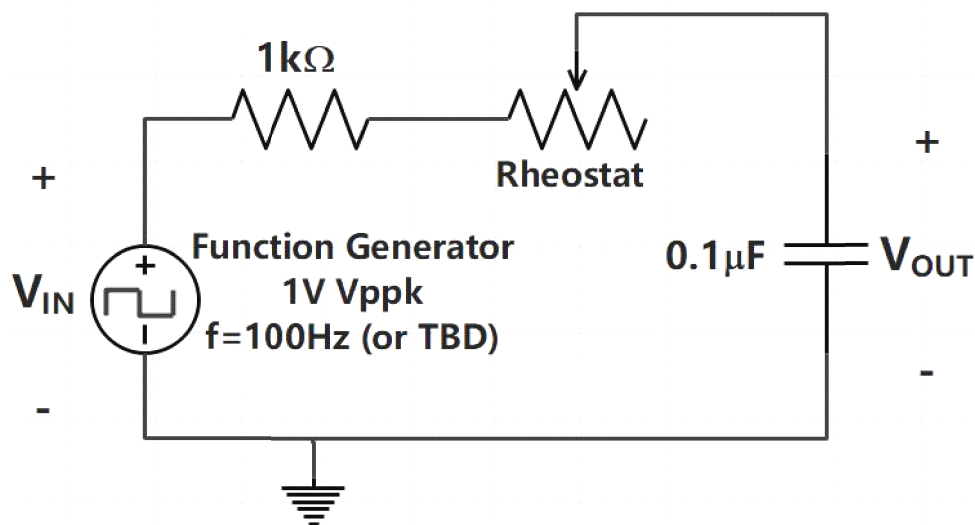 1kΩ
Rheostat
+
+
Function Generator
+
1V Vppk
V_IN
0.1μF
V_OUT
f=100Hz (or TBD)
-
-
-